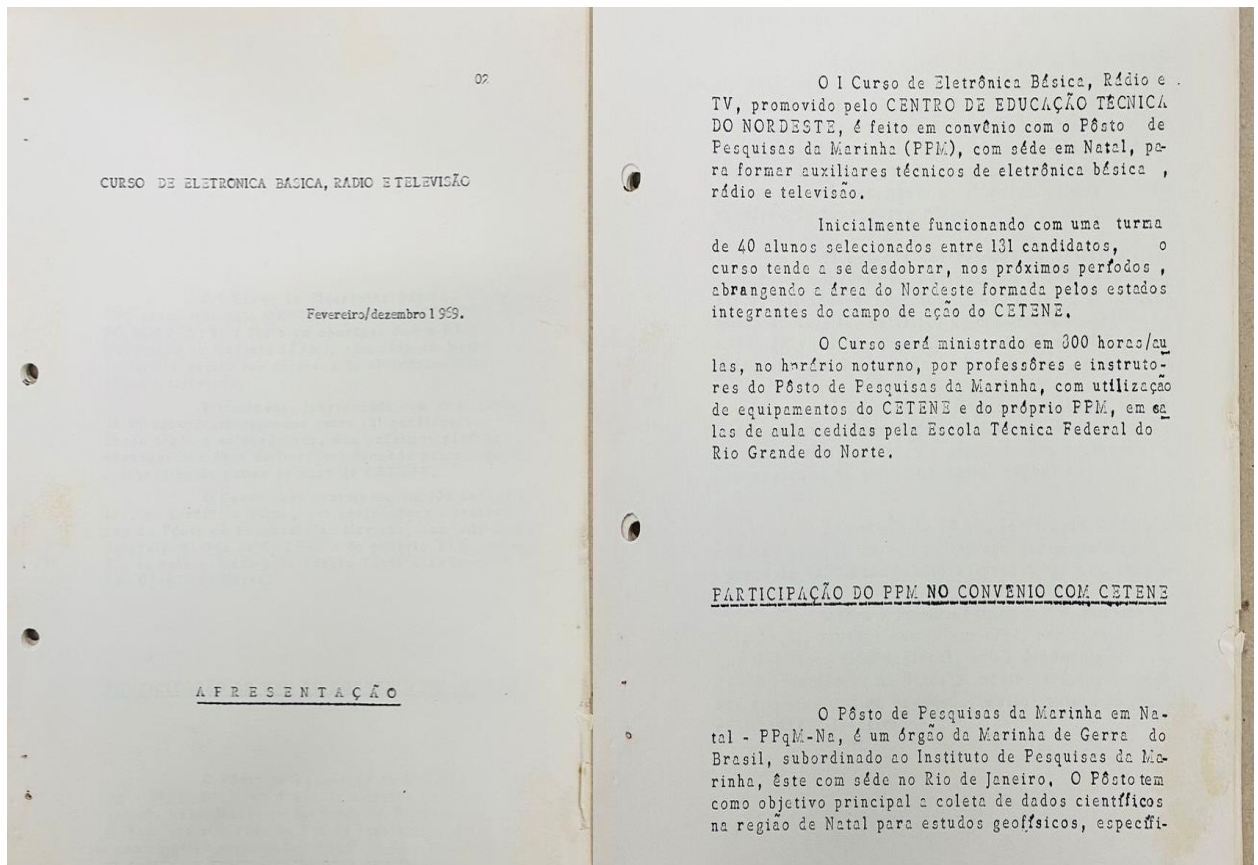 02
CURSO DE ELETRONICA BÁSICA, RADIO E TELEVISÃO
Fevereiro/dezembro 1969.
APRESENTAÇÃO
O I Curso de Eletrônica Básica, Rádio e
TV, promovido pelo CENTRO DE EDUCAÇÃO TÉCNICA
DO NORDESTE, é feito em convênio com o Pôsto de
Pesquisas da Marinha (PPM), com séde em Natal, pa-
ra formar auxiliares técnicos de eletrônica básica ,
rádio e televisão.
Inicialmente funcionando com uma turma
de 40 alunos selecionados entre 131 candidatos, o
curso tende a se desdobrar, nos próximos períodos ,
abrangendo a área do Nordeste formada pelos estados
integrantes do campo de ação do CETENE.
O Curso será ministrado em 300 horas/au
las, no horário noturno, por professôres e instruto-
res do Pôsto de Pesquisas da Marinha, com utilização
de equipamentos do CETENE e do próprio PPM, em sa
las de aula cedidas pela Escola Técnica Federal do
Rio Grande do Norte.
PARTICIPAÇÃO DO PPM NO CONVENIO COM CETENE
O Pôsto de Pesquisas da Marinha em Na-
tal - PPqM-Na, é um órgão da Marinha de Gerra do
Brasil, subordinado ao Instituto de Pesquisas da Ma-
rinha, êste com séde no Rio de Janeiro. O Pôsto tem
como objetivo principal a coleta de dados científicos
na região de Natal para estudos geofísicos, específi-